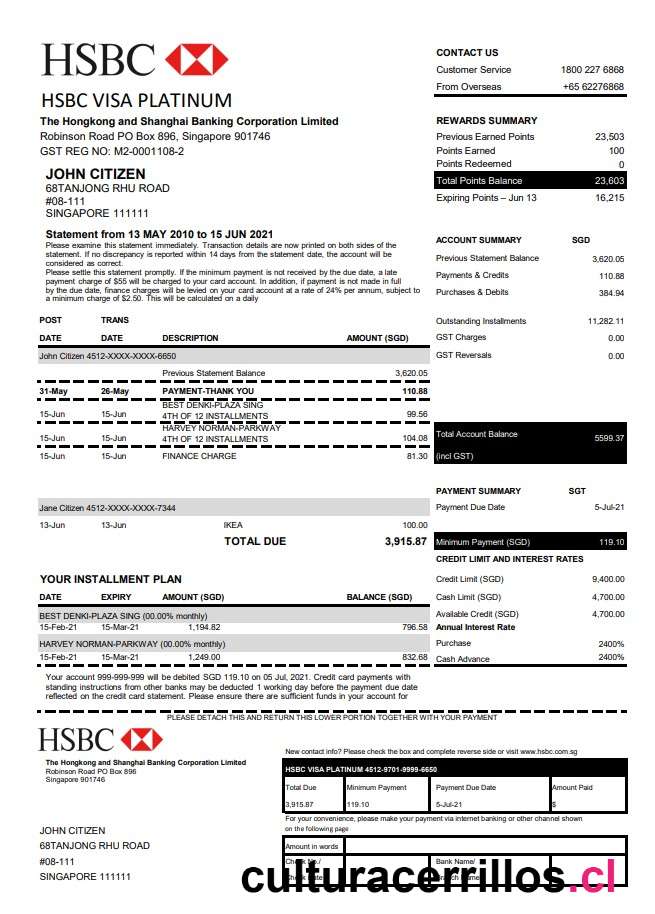 HSBC
HSBC VISA PLATINUM
The Hongkong and Shanghai Banking Corporation Limited
Robinson Road PO Box 896, Singapore 901746
GST REG NO: M2-0001108-2
JOHN CITIZEN
68TANJONG RHU ROAD
#08-111
SINGAPORE 111111
Statement from 13 MAY 2010 to 15 JUN 2021
Please examine this statement immediately. Transaction details are now printed on both sides of the
statement. If no discrepancy is reported within 14 days from the statement date, the account will be
considered as correct.
Please settle this statement promptly. If the minimum payment is not received by the due date, a late
payment charge of $55 will be charged to your card account. In addition, if payment is not made in full
by the due date, finance charges will be levied on your card account at a rate of 24% per annum, subject to
a minimum charge of $2.50. This will be calculated on a daily
POST TRANS
DATE DATE DESCRIPTION AMOUNT (SGD)
John Citizen 4512-XXXX-XXXX-6650
Previous Statement Balance 3,620.05
31-May 26-May PAYMENT-THANK YOU 110.88
BEST DENKI-PLAZA SING
15-Jun 15-Jun 4TH OF 12 INSTALLMENTS 99.56
HARVEY NORMAN-PARKWAY
15-Jun 15-Jun 4TH OF 12 INSTALLMENTS 104.08
15-Jun 15-Jun FINANCE CHARGE 81.30
Jane Citizen 4512-XXXX-XXXX-7344
13-Jun 13-Jun IKEA 100.00
TOTAL DUE 3,915.87
YOUR INSTALLMENT PLAN
DATE EXPIRY AMOUNT (SGD) BALANCE (SGD)
BEST DENKI-PLAZA SING (00.00% monthly)
15-Feb-21 15-Mar-21 1,194.82 796.58
HARVEY NORMAN-PARKWAY (00.00% monthly)
15-Feb-21 15-Mar-21 1,249.00 832.68
Your account 999-999-999 will be debited SGD 119.10 on 05 Jul, 2021. Credit card payments with
standing instructions from other banks may be deducted 1 working day before the payment due date
reflected on the credit card statement. Please ensure there are sufficient funds in your account for
CONTACT US
Customer Service 1800 227 6868
From Overseas +65 62276868
REWARDS SUMMARY
Previous Earned Points 23,503
Points Earned 100
Points Redeemed 0
Total Points Balance 23,603
Expiring Points – Jun 13 16,215
ACCOUNT SUMMARY SGD
Previous Statement Balance 3,620.05
Payments & Credits 110.88
Purchases & Debits 384.94
Outstanding Installments 11,282.11
GST Charges 0.00
GST Reversals 0.00
Total Account Balance 5599.37
(incl GST)
PAYMENT SUMMARY SGT
Payment Due Date 5-Jul-21
Minimum Payment (SGD) 119.10
CREDIT LIMIT AND INTEREST RATES
Credit Limit (SGD) 9,400.00
Cash Limit (SGD) 4,700.00
Available Credit (SGD) 4,700.00
Annual Interest Rate
Purchase 2400%
Cash Advance 2400%
PLEASE DETACH THIS AND RETURN THIS LOWER PORTION TOGETHER WITH YOUR PAYMENT
HSBC
The Hongkong and Shanghai Banking Corporation Limited
Robinson Road PO Box 896
Singapore 901746
JOHN CITIZEN
68TANJONG RHU ROAD
#08-111
SINGAPORE 111111
New contact info? Please check the box and complete reverse side or visit www.hsbc.com.sg
HSBC VISA PLATINUM 4512-9701-9999-6650
Total Due Minimum Payment Payment Due Date Amount Paid
3,915.87 119.10 5-Jul-21 $
For your convenience, please make your payment via internet banking or other channel shown
on the following page
Amount in words
Check No./ Bank Name/
Check Date Branch Name
culturacerrillos.cl